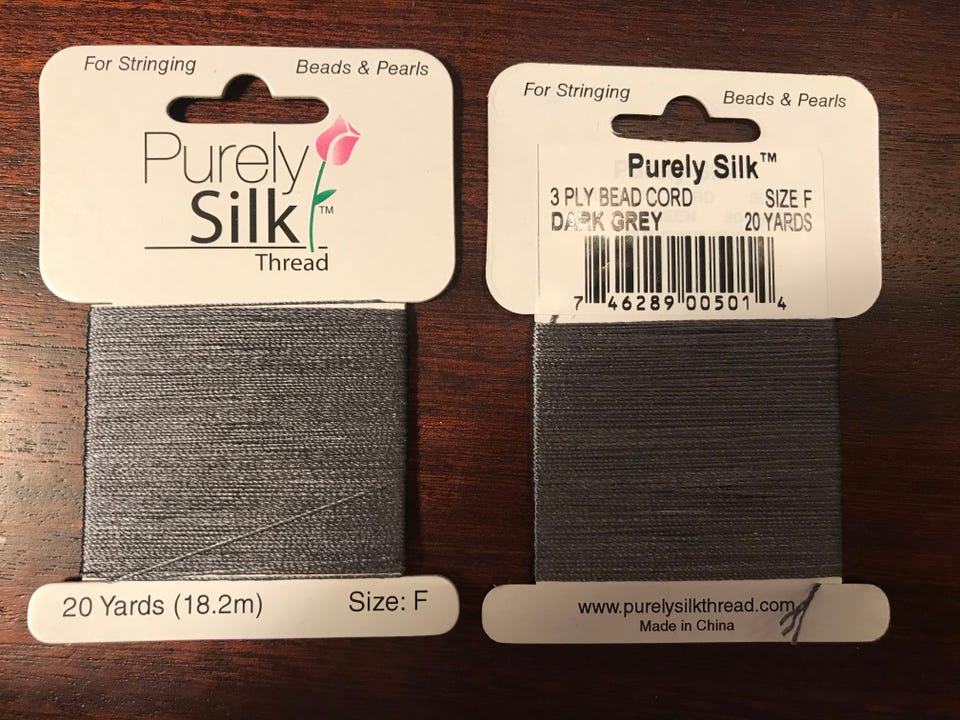 For Stringing Beads & Pearls
Purely
Silk™
Thread
20 Yards (18.2m) Size: F
For Stringing Beads & Pearls
Purely Silk™
3 PLY BEAD CORD SIZE F
DARK GREY 20 YARDS
7 46289 00501 4
www.purelysilkthread.com
Made in China